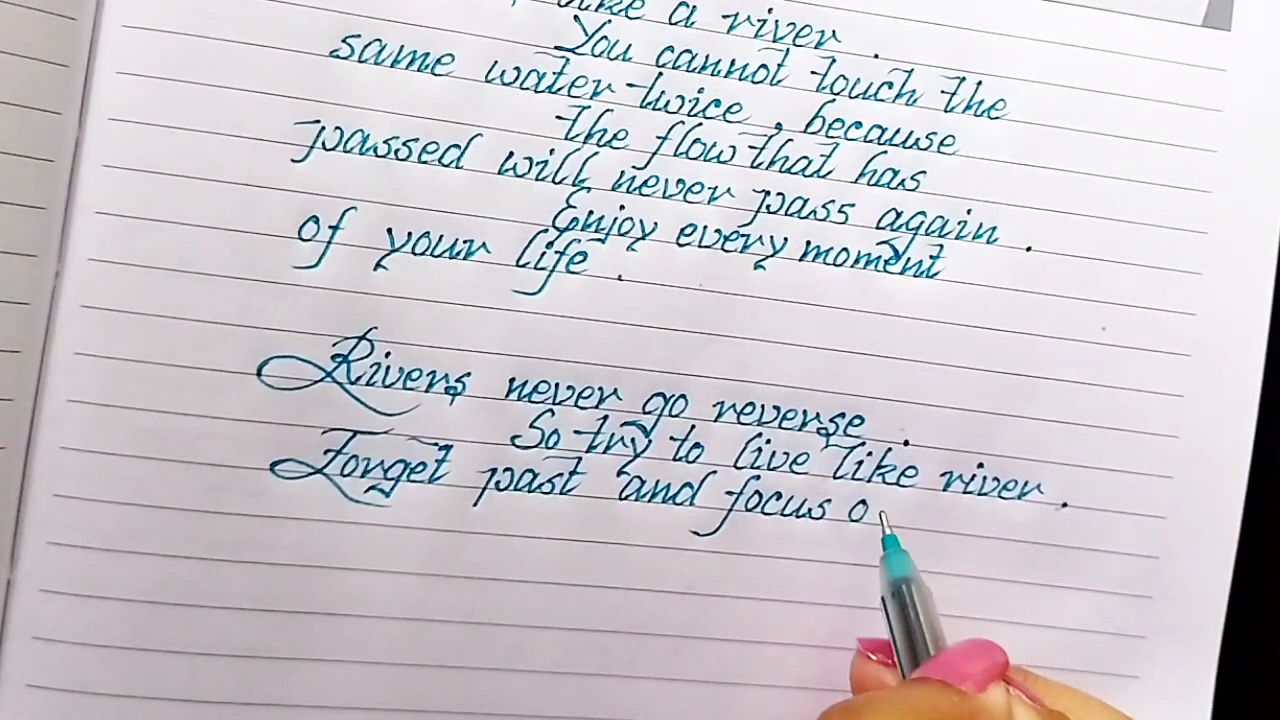 like a river .
You cannot touch the
same water twice , because
the flow that has
passed will never pass again .
Enjoy every moment
of your life .
Rivers never go reverse .
So try to live like river .
Forget past and focus o